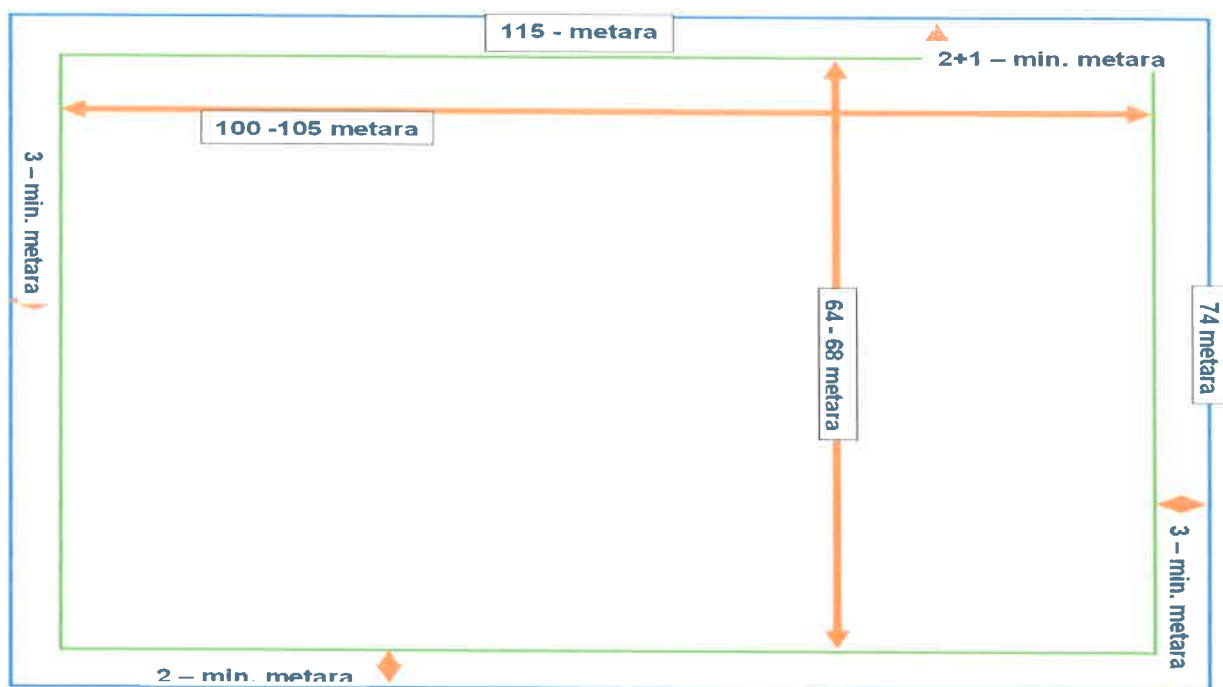 115 - metara
2+1 – min. metara
100 -105 metara
3 – min. metara
64 - 68 metara
74 metara
3 – min. metara
2 – min. metara